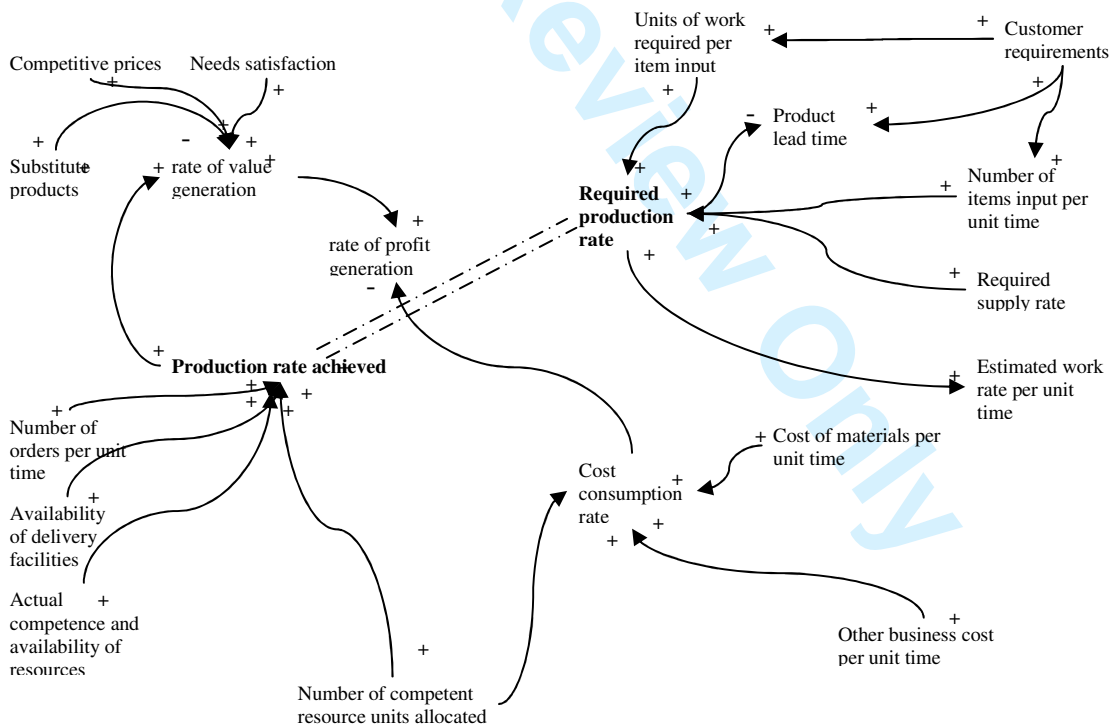 Competitive prices
Needs satisfaction
Substitute
products
rate of value
generation
rate of profit
generation
Units of work
required per
item input
Customer
requirements
Product
lead time
Required
production
rate
Number of
items input per
unit time
Required
supply rate
Estimated work
rate per unit
time
Production rate achieved
Number of
orders per unit
time
Availability
of delivery
facilities
Actual
competence and
availability of
resources
Number of competent
resource units allocated
Cost
consumption
rate
Cost of materials per
unit time
Other business cost
per unit time
Review Only